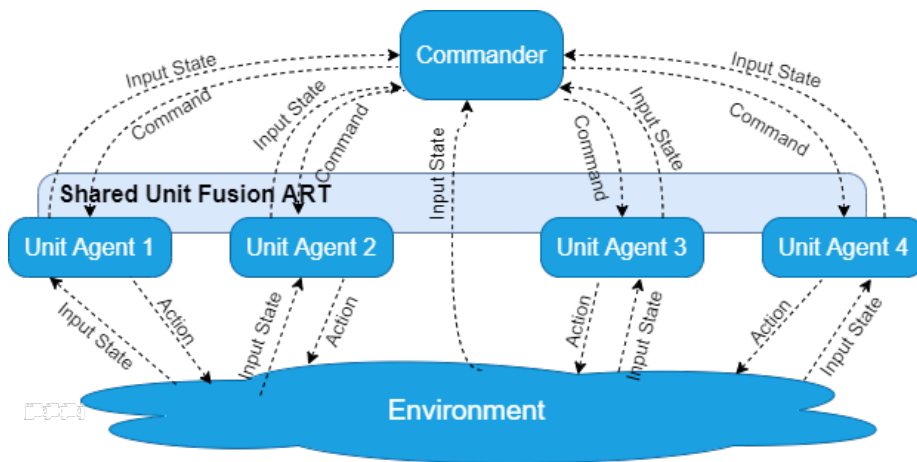 Commander
Input State
Command
Input State
Command
Input State
Command
Input State
Input State
Command
Shared Unit Fusion ART
Unit Agent 1
Unit Agent 2
Unit Agent 3
Unit Agent 4
Input State
Action
Input State
Action
Action
Input State
Action
Input State
Environment